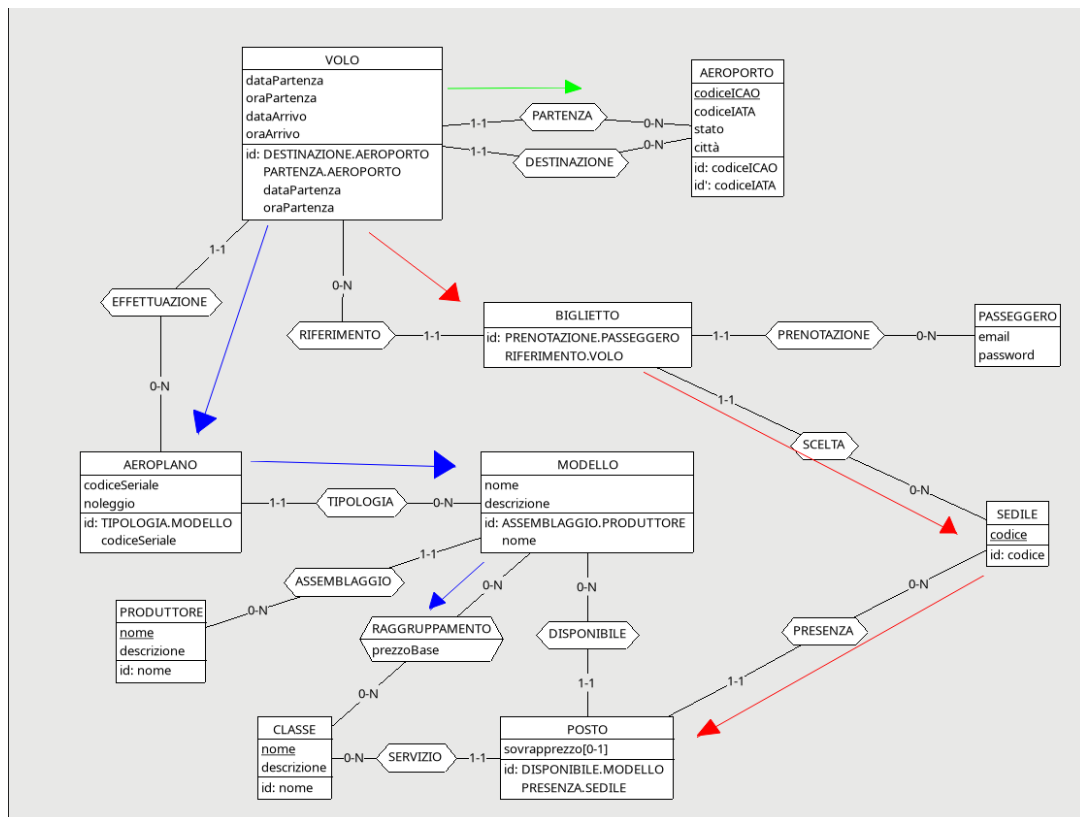 VOLO
dataPartenza
oraPartenza
dataArrivo
oraArrivo
id: DESTINAZIONE.AEROPORTO
PARTENZA.AEROPORTO
dataPartenza
oraPartenza
AEROPORTO
codiceICAO
codiceIATA
stato
città
id: codiceICAO
id': codiceIATA
1-1
PARTENZA
0-N
1-1
DESTINAZIONE
0-N
1-1
EFFETTUAZIONE
0-N
0-N
RIFERIMENTO
1-1
BIGLIETTO
id: PRENOTAZIONE.PASSEGGERO
RIFERIMENTO.VOLO
1-1
PRENOTAZIONE
0-N
PASSEGGERO
email
password
1-1
SCELTA
0-N
AEROPLANO
codiceSeriale
noleggio
id: TIPOLOGIA.MODELLO
codiceSeriale
1-1
TIPOLOGIA
0-N
MODELLO
nome
descrizione
id: ASSEMBLAGGIO.PRODUTTORE
nome
SEDILE
codice
id: codice
1-1
ASSEMBLAGGIO
0-N
PRODUTTORE
nome
descrizione
id: nome
0-N
RAGGRUPPAMENTO
prezzoBase
0-N
0-N
DISPONIBILE
1-1
0-N
PRESENZA
1-1
CLASSE
nome
descrizione
id: nome
0-N
SERVIZIO
1-1
POSTO
sovrapprezzo[0-1]
id: DISPONIBILE.MODELLO
PRESENZA.SEDILE